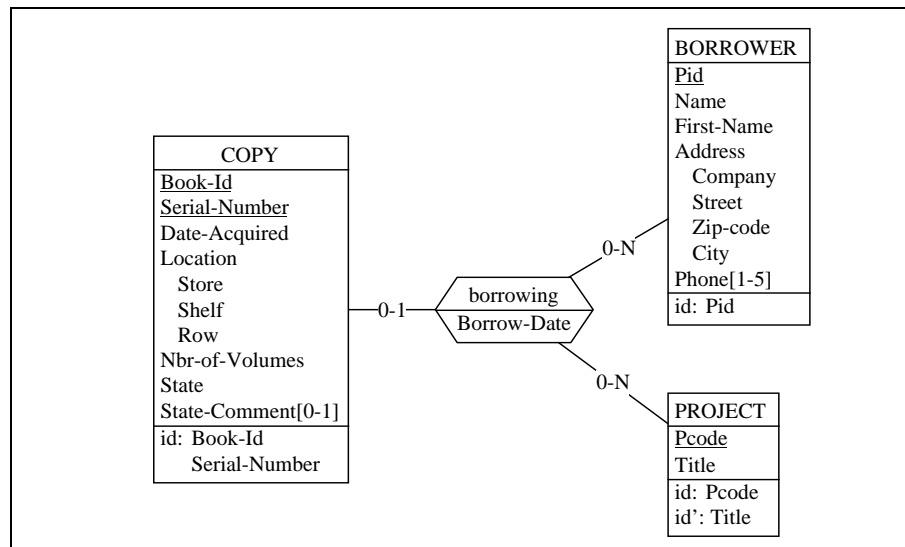 COPY
Book-Id
Serial-Number
Date-Acquired
Location
Store
Shelf
Row
Nbr-of-Volumes
State
State-Comment[0-1]
id: Book-Id
Serial-Number
0-1
borrowing
Borrow-Date
0-N
BORROWER
Pid
Name
First-Name
Address
Company
Street
Zip-code
City
Phone[1-5]
id: Pid
0-N
PROJECT
Pcode
Title
id: Pcode
id’: Title